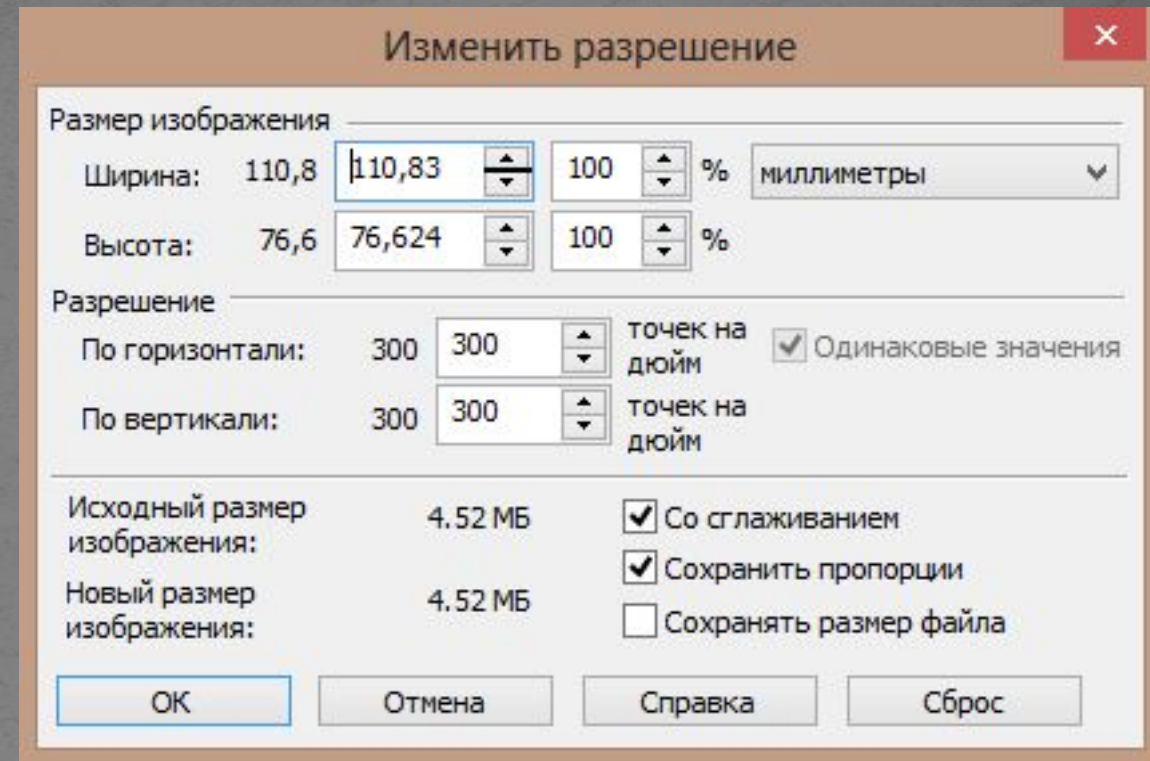 Изменить разрешение
Размер изображения
Ширина: 110,8 110,83 100 % миллиметры
Высота: 76,6 76,624 100 %
Разрешение
По горизонтали: 300 300 точек на дюйм Одинаковые значения
По вертикали: 300 300 точек на дюйм
Исходный размер изображения: 4.52 МБ Со сглаживанием
Сохранить пропорции
Новый размер изображения: 4.52 МБ
Сохранять размер файла
ОК Отмена Справка Сброс